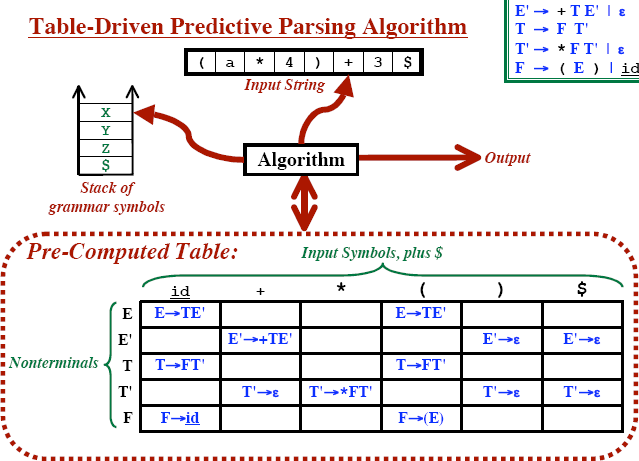 Table-Driven Predictive Parsing Algorithm
E' → + T E' | ε
T → F T'
T' → * F T' | ε
F → ( E ) | id
( a * 4 ) + 3 $
Input String
X
Y
Z
$
Stack of
grammar symbols
Algorithm
Output
Pre-Computed Table:
Input Symbols, plus $
id + * ( ) $
E E→TE' E→TE'
E' E'→+TE' E'→ε E'→ε
Nonterminals
T T→FT' T→FT'
T' T'→ε T'→*FT' T'→ε T'→ε
F F→id F→(E)